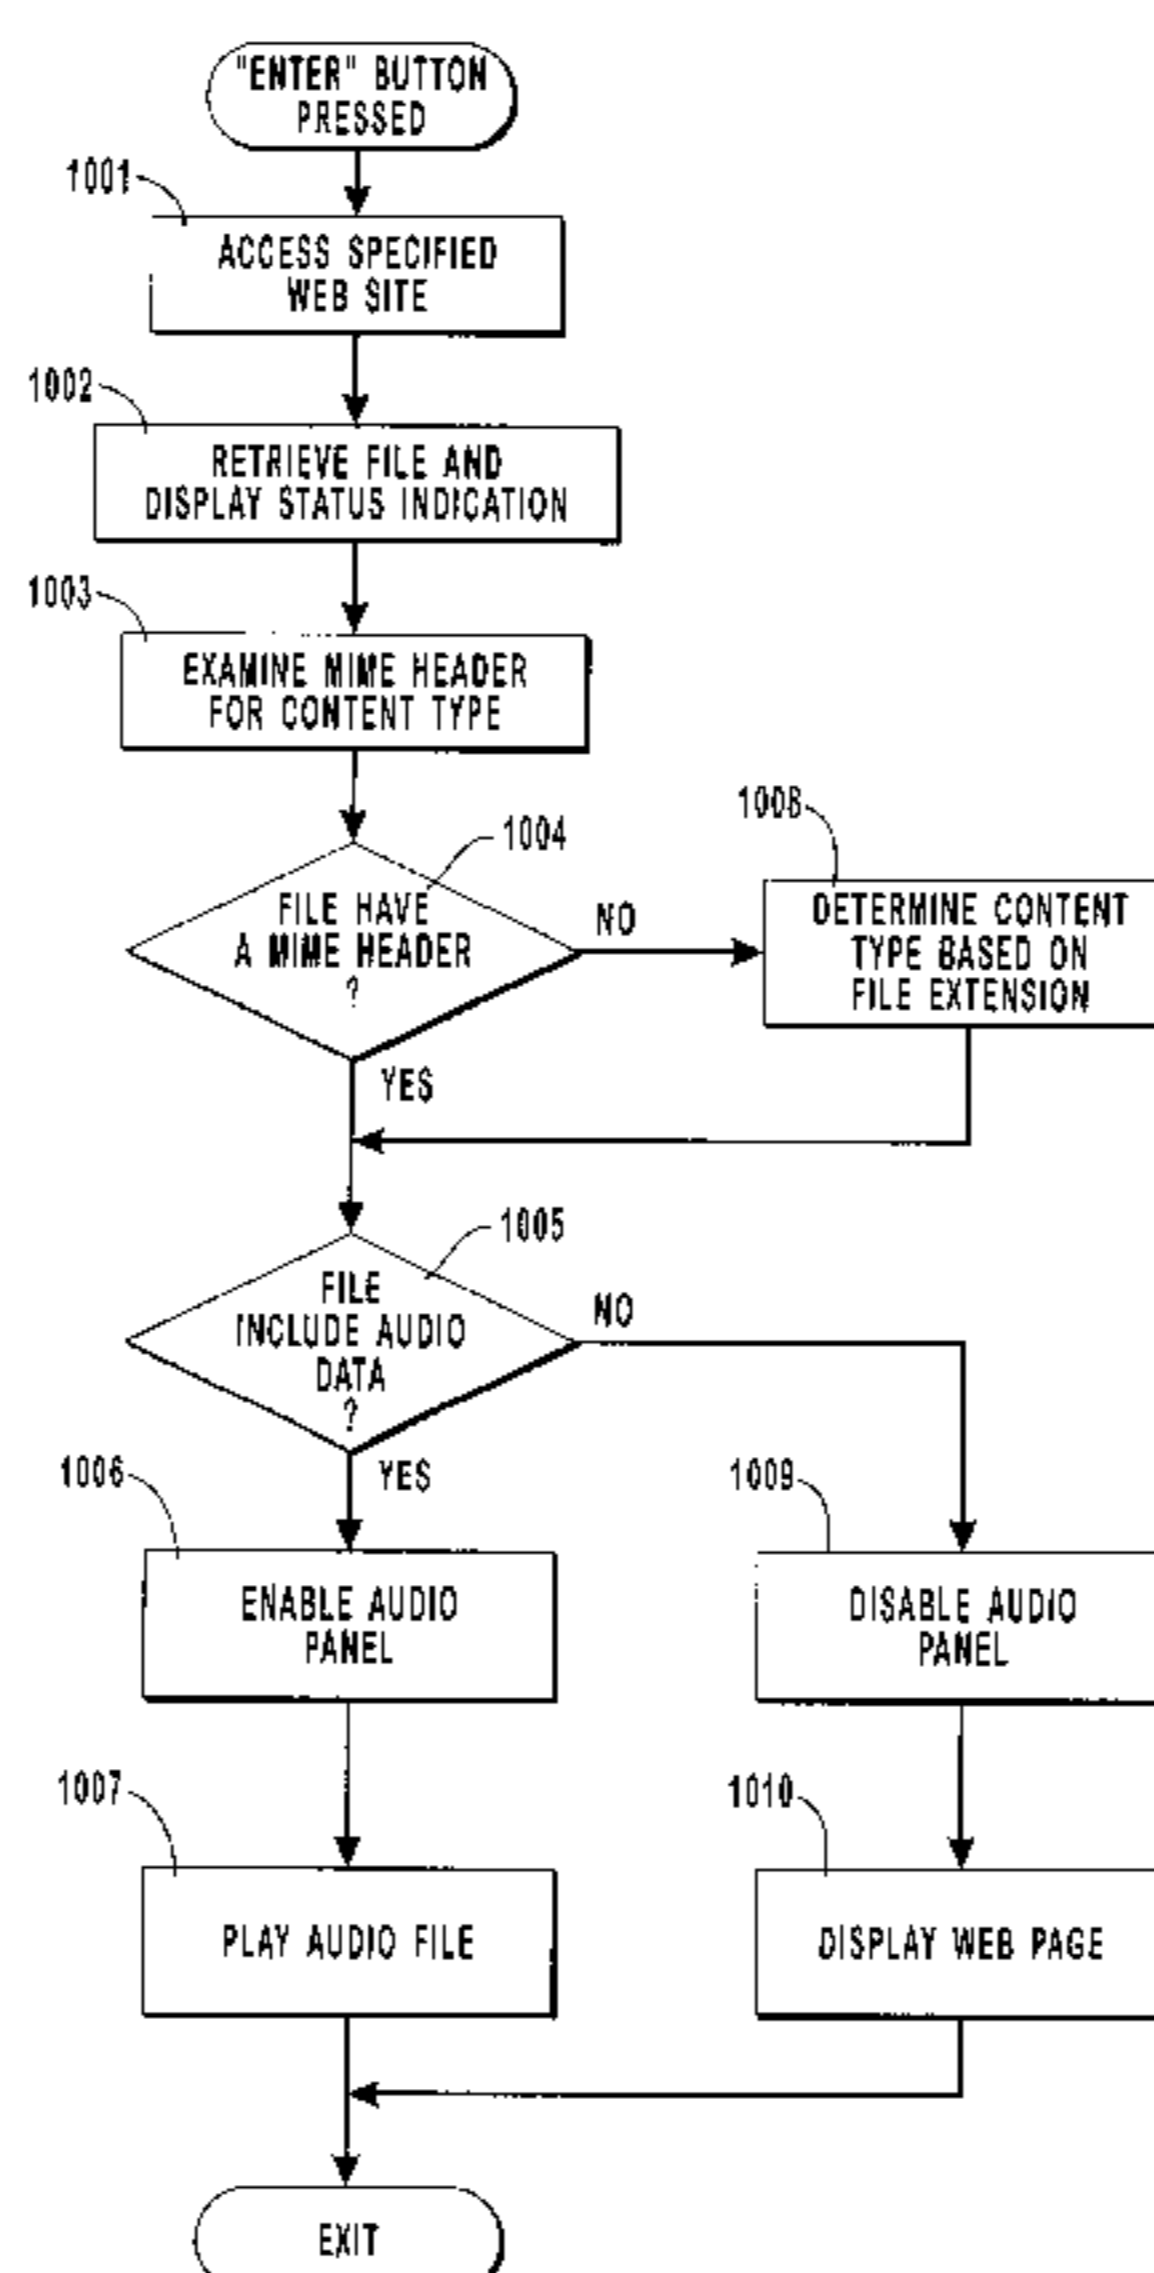 "ENTER" BUTTON
PRESSED
1001
ACCESS SPECIFIED
WEB SITE
1002
RETRIEVE FILE AND
DISPLAY STATUS INDICATION
1003
EXAMINE MIME HEADER
FOR CONTENT TYPE
1004
FILE HAVE
A MIME HEADER
?
NO
YES
1008
DETERMINE CONTENT
TYPE BASED ON
FILE EXTENSION
1005
FILE
INCLUDE AUDIO
DATA
?
NO
YES
1006
ENABLE AUDIO
PANEL
1009
DISABLE AUDIO
PANEL
1007
PLAY AUDIO FILE
1010
DISPLAY WEB PAGE
EXIT